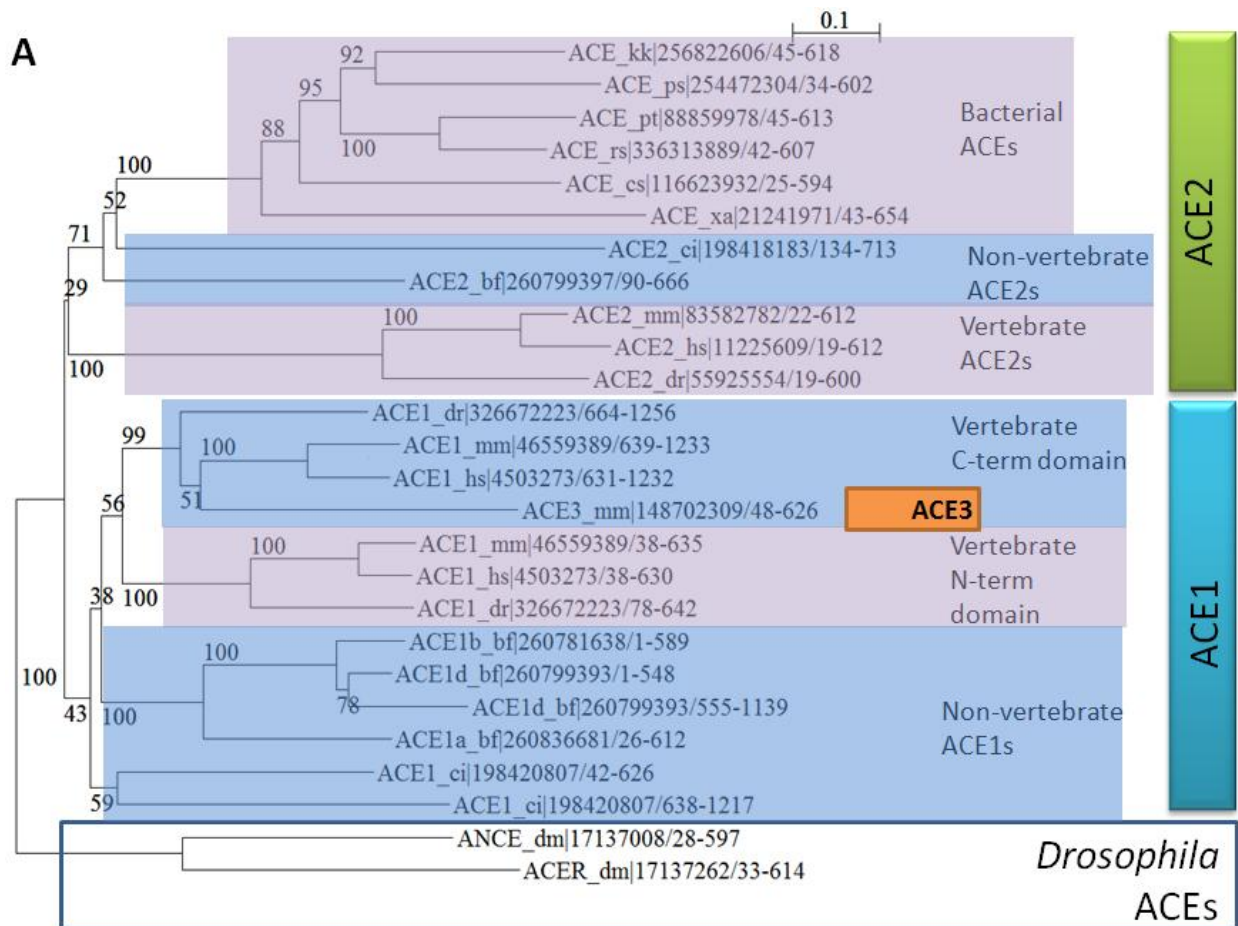 A
0.1
ACE_kk|256822606/45-618
ACE_ps|254472304/34-602
ACE_pt|88859978/45-613
ACE_rs|336313889/42-607
ACE_cs|116623932/25-594
ACE_xa|21241971/43-654
Bacterial
ACEs
92
95
88
100
100
52
71
29
ACE2_ci|198418183/134-713
ACE2_bf|260799397/90-666
Non-vertebrate
ACE2s
ACE2_mm|83582782/22-612
ACE2_hs|11225609/19-612
ACE2_dr|55925554/19-600
Vertebrate
ACE2s
100
100
ACE2
ACE1_dr|326672223/664-1256
ACE1_mm|46559389/639-1233
ACE1_hs|4503273/631-1232
ACE3_mm|148702309/48-626
ACE3
Vertebrate
C-term domain
99
100
51
56
ACE1_mm|46559389/38-635
ACE1_hs|4503273/38-630
ACE1_dr|326672223/78-642
Vertebrate
N-term
domain
100
100
38
ACE1b_bf|260781638/1-589
ACE1d_bf|260799393/1-548
ACE1d_bf|260799393/555-1139
ACE1a_bf|260836681/26-612
ACE1_ci|198420807/42-626
ACE1_ci|198420807/638-1217
Non-vertebrate
ACE1s
100
78
100
100
43
59
ACE1
ANCE_dm|17137008/28-597
ACER_dm|17137262/33-614
Drosophila
ACEs